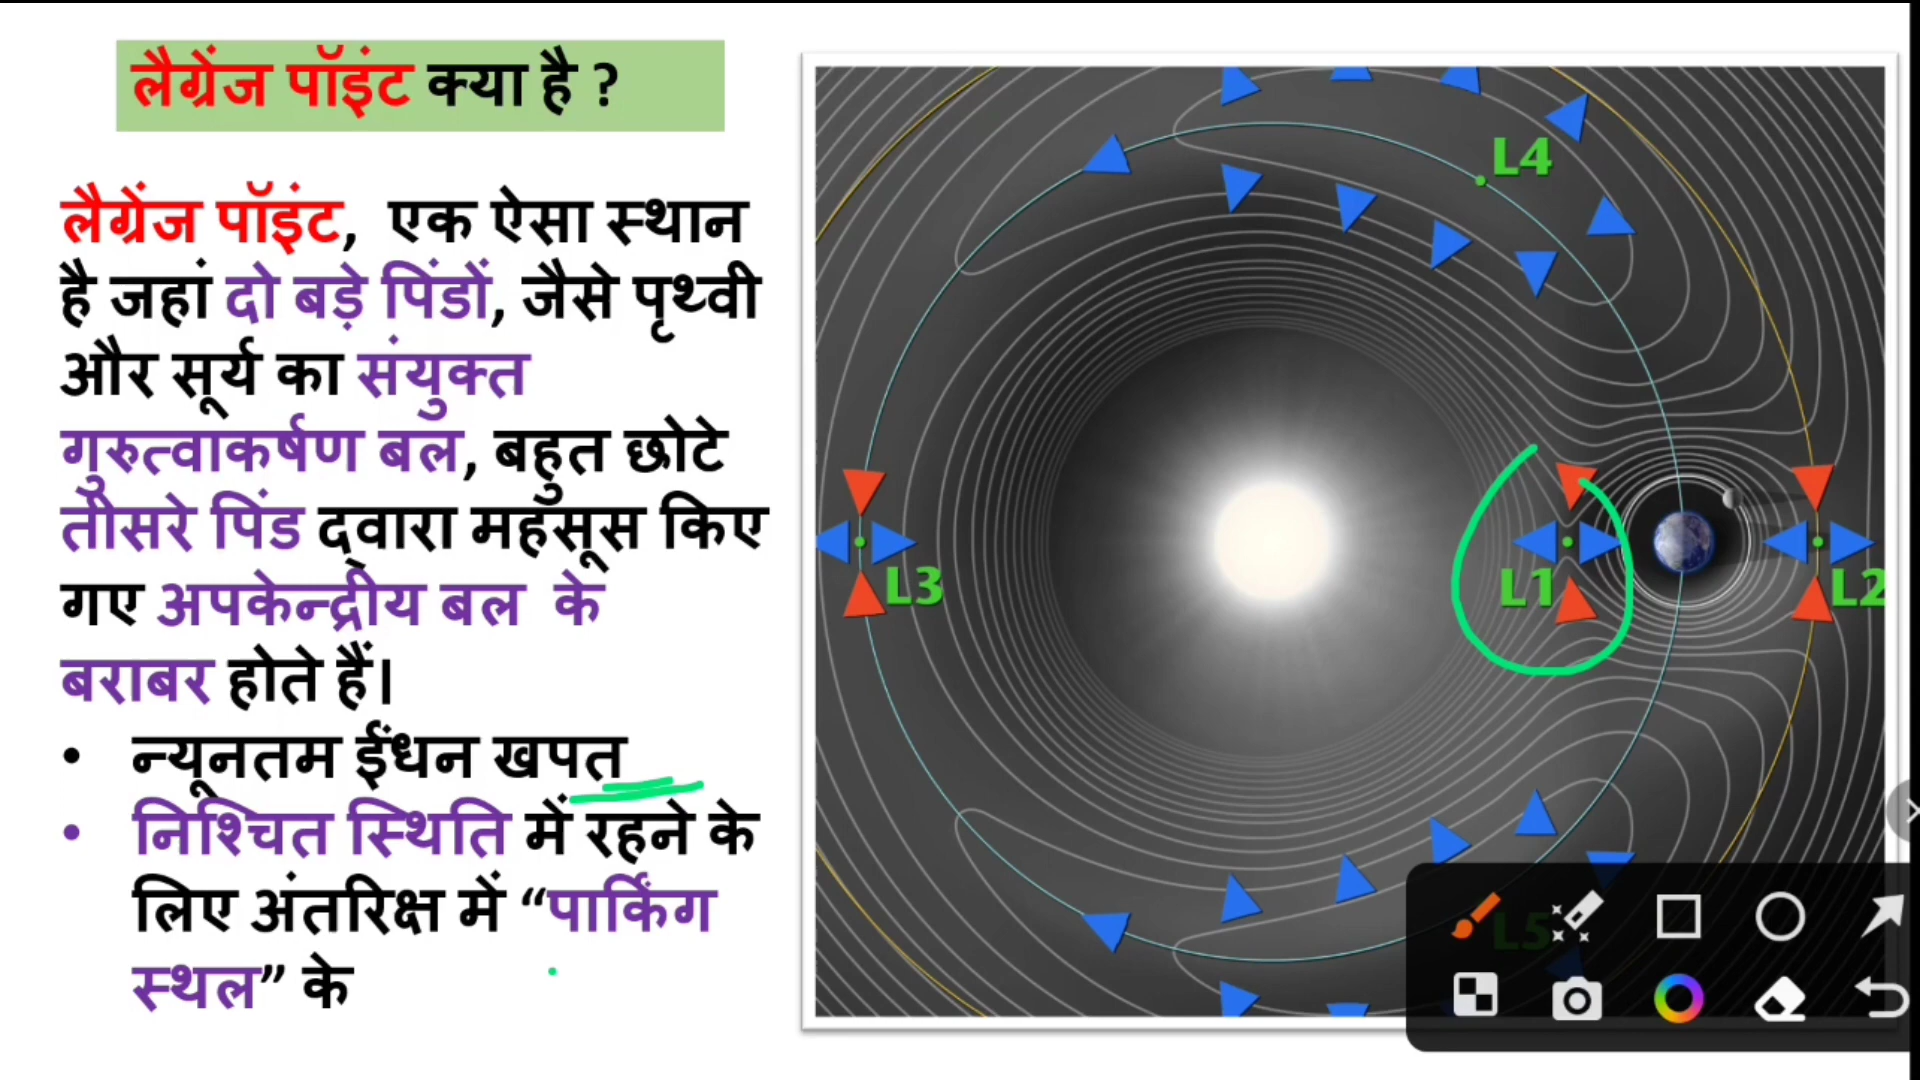 लैग्रेंज पॉइंट क्या है ?
लैग्रेंज पॉइंट, एक ऐसा स्थान
है जहां दो बड़े पिंडों, जैसे पृथ्वी
और सूर्य का संयुक्त
गुरुत्वाकर्षण बल, बहुत छोटे
तीसरे पिंड द्वारा महसूस किए
गए अपकेन्द्रीय बल के
बराबर होते हैं।
• न्यूनतम ईंधन खपत
• निश्चित स्थिति में रहने के
लिए अंतरिक्ष में “पार्किंग
स्थल” के
L4
L3
L1
L2
L5